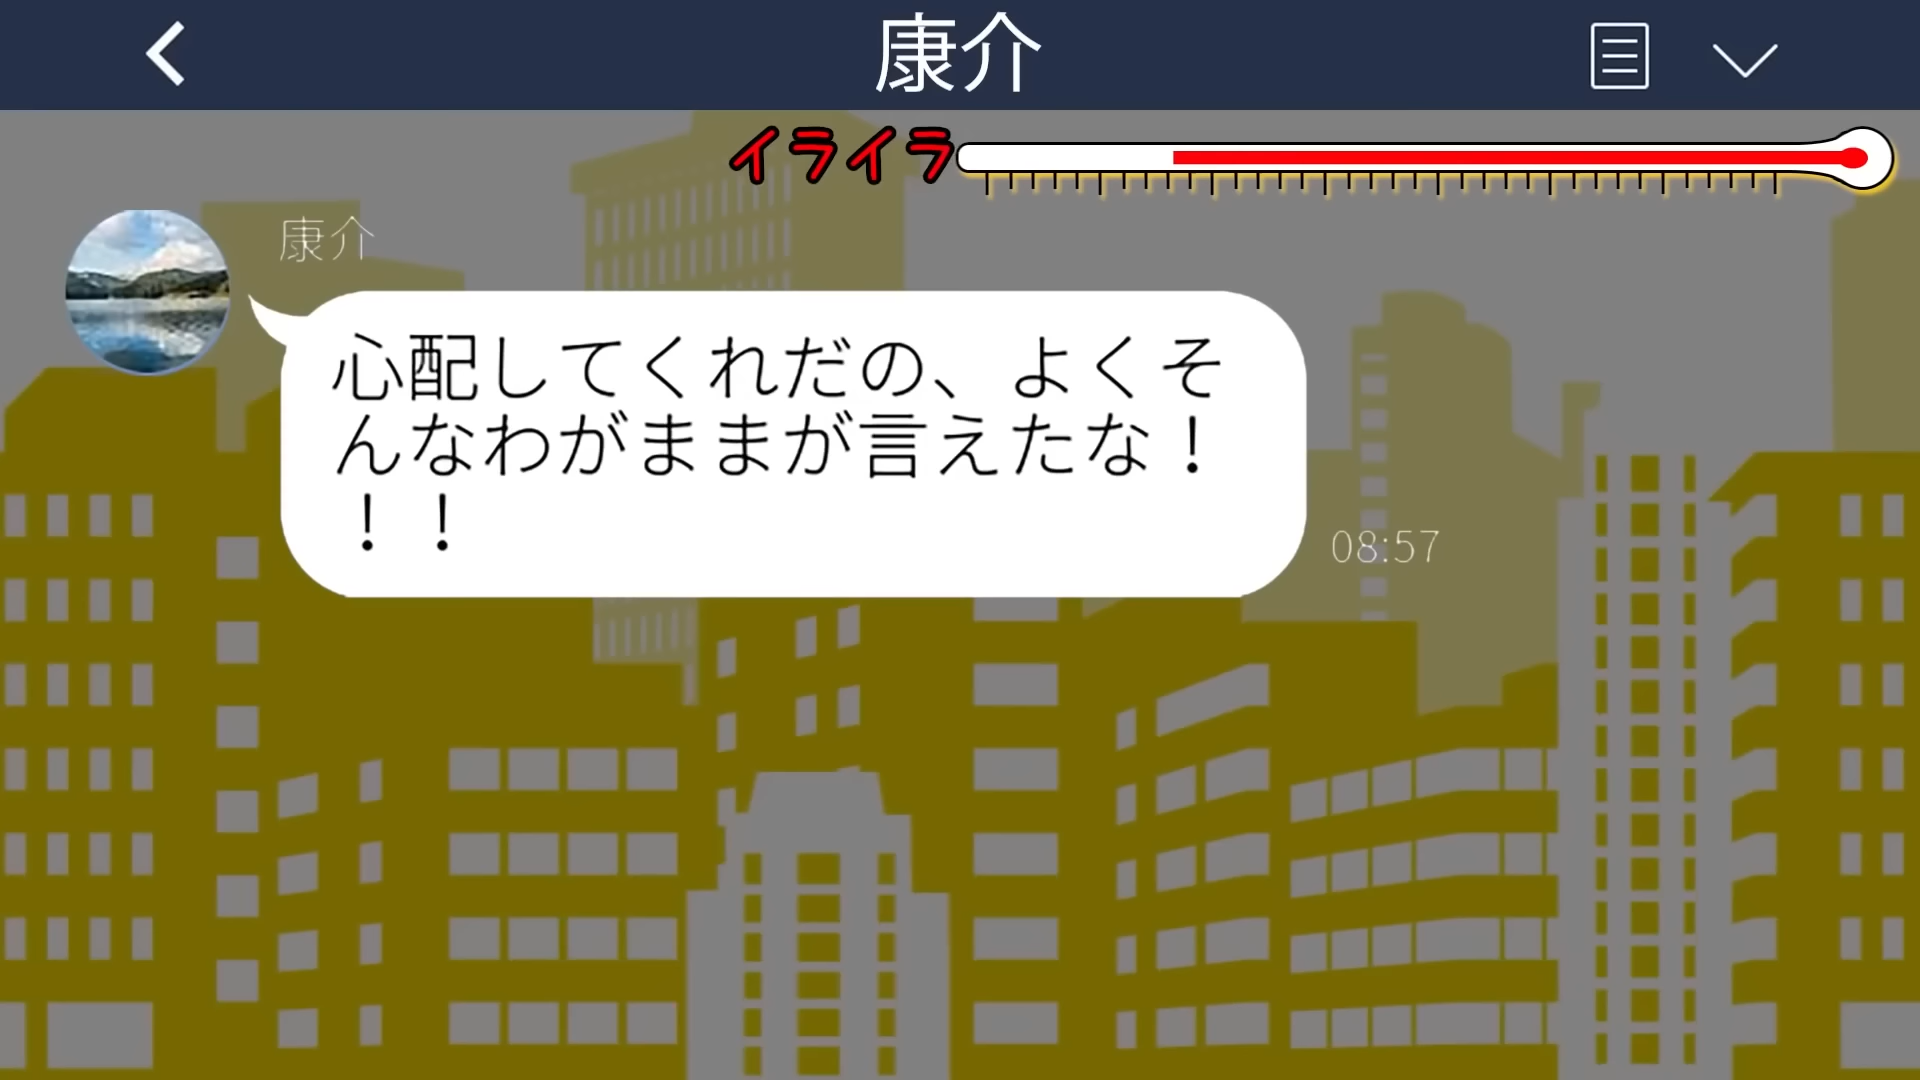 康介
イライラ
康介
心配してくれだの、よくそ
んなわがままが言えたな！
！！
08:57